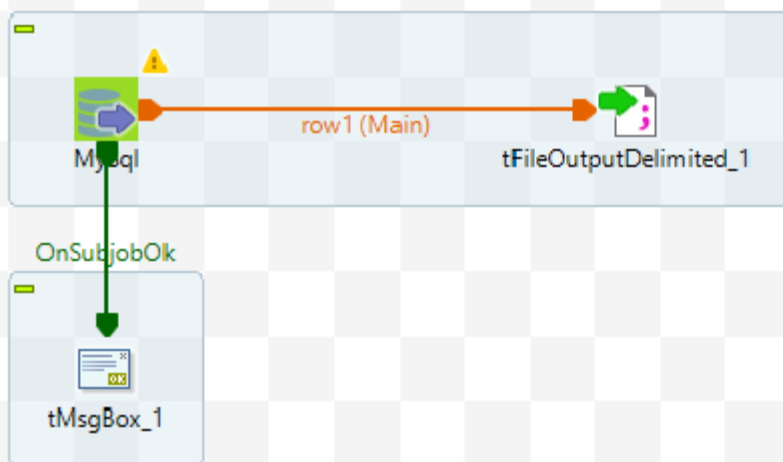 row1 (Main)
Mysql
tFileOutputDelimited_1
OnSubjobOk
tMsgBox_1